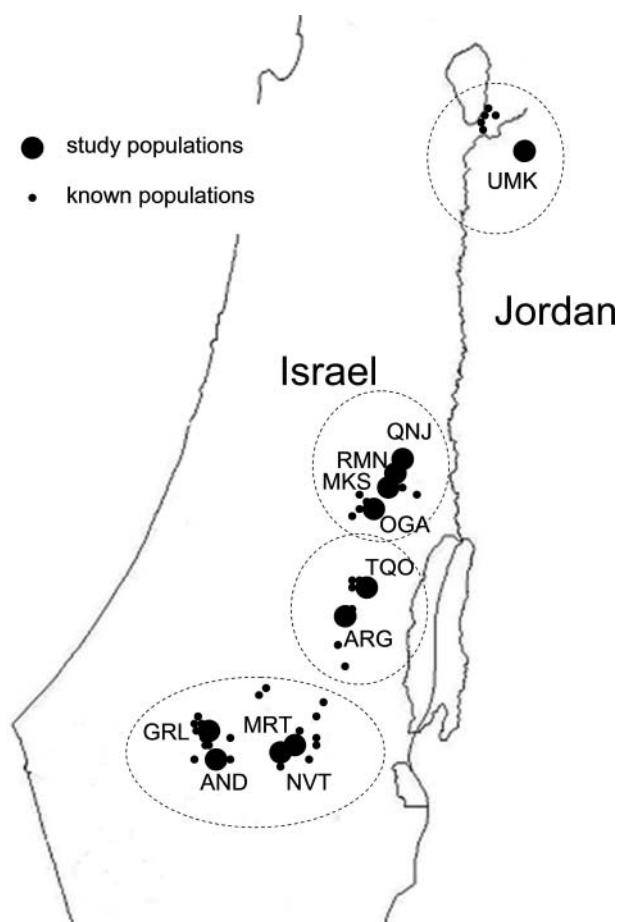 study populations
known populations
UMK
Jordan
Israel
QNJ
RMN
MKS
OGA
TQO
ARG
GRL
MRT
AND
NVT